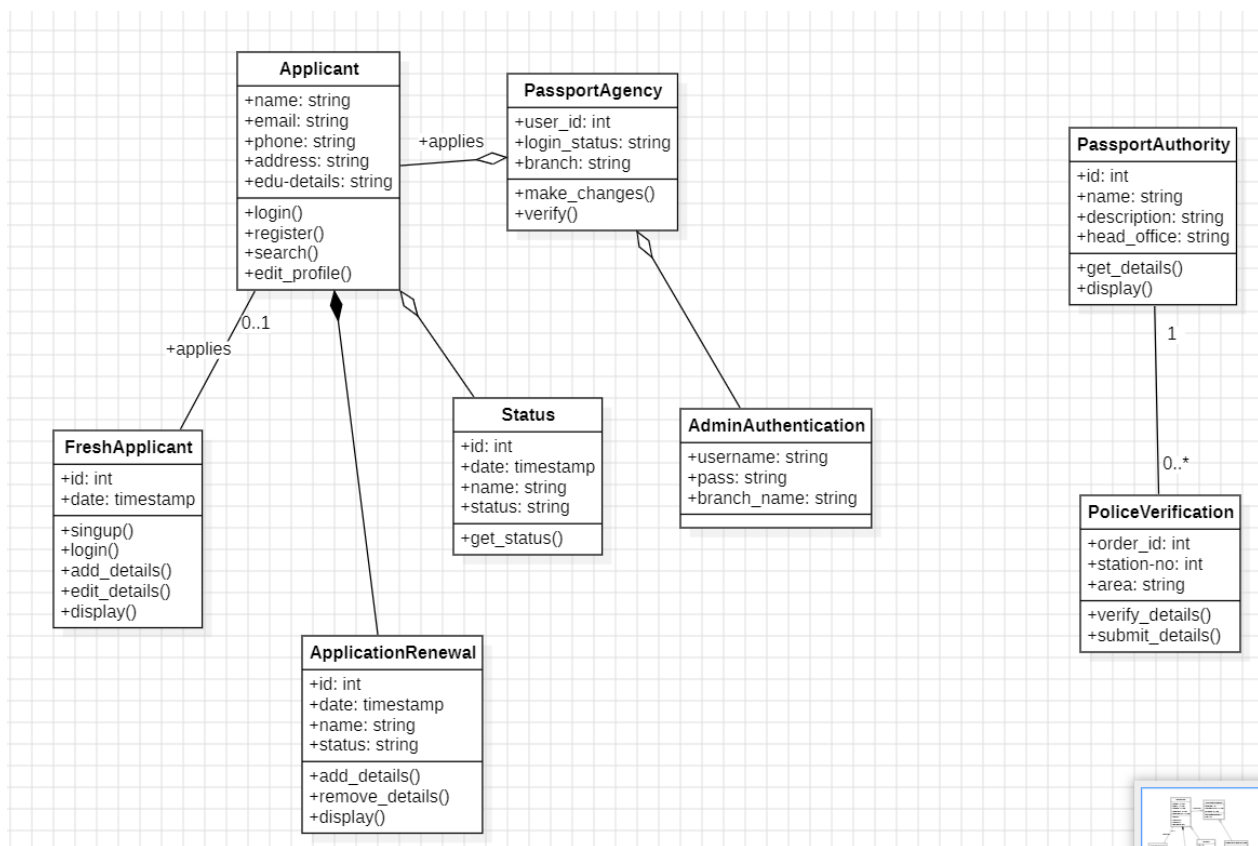 Applicant
+name: string
+email: string
+phone: string
+address: string
+edu-details: string
+login()
+register()
+search()
+edit_profile()
+applies
PassportAgency
+user_id: int
+login_status: string
+branch: string
+make_changes()
+verify()
PassportAuthority
+id: int
+name: string
+description: string
+head_office: string
+get_details()
+display()
0..1
+applies
1
FreshApplicant
+id: int
+date: timestamp
+singup()
+login()
+add_details()
+edit_details()
+display()
Status
+id: int
+date: timestamp
+name: string
+status: string
+get_status()
AdminAuthentication
+username: string
+pass: string
+branch_name: string
0..*
PoliceVerification
+order_id: int
+station-no: int
+area: string
+verify_details()
+submit_details()
ApplicationRenewal
+id: int
+date: timestamp
+name: string
+status: string
+add_details()
+remove_details()
+display()